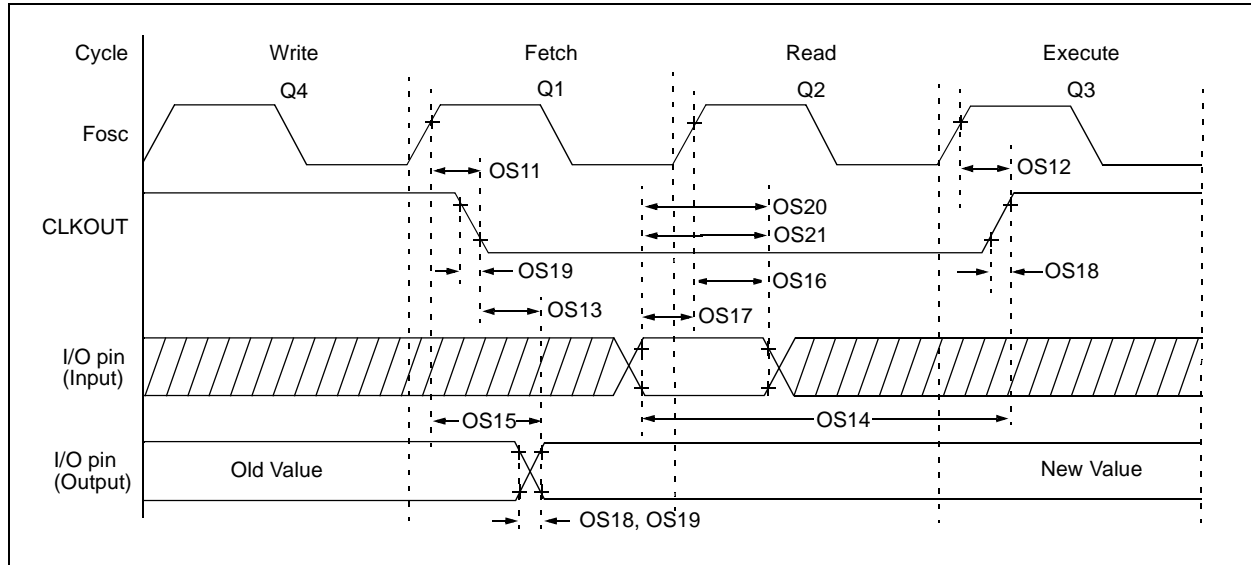 Cycle Write Fetch Read Execute
Q4 Q1 Q2 Q3
Fosc
OS11 OS12
OS20
CLKOUT
OS21
OS19 OS18
OS16
OS13 OS17
I/O pin
(Input)
OS15 OS14
I/O pin
(Output)
Old Value New Value
OS18, OS19